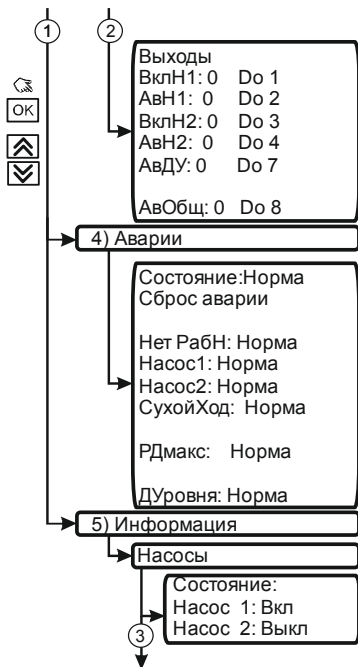 1
2
Выходы
ВклН1: 0 Do 1
АвН1: 0 Do 2
ВклН2: 0 Do 3
АвН2: 0 Do 4
АвДУ: 0 Do 7
АвОбщ: 0 Do 8
OK
4) Аварии
Состояние:Норма
Сброс аварии
Нет РабН: Норма
Насос1: Норма
Насос2: Норма
СухойХод: Норма
РДмакс: Норма
ДУровня: Норма
5) Информация
Насосы
Состояние:
Насос 1: Вкл
Насос 2: Выкл
3